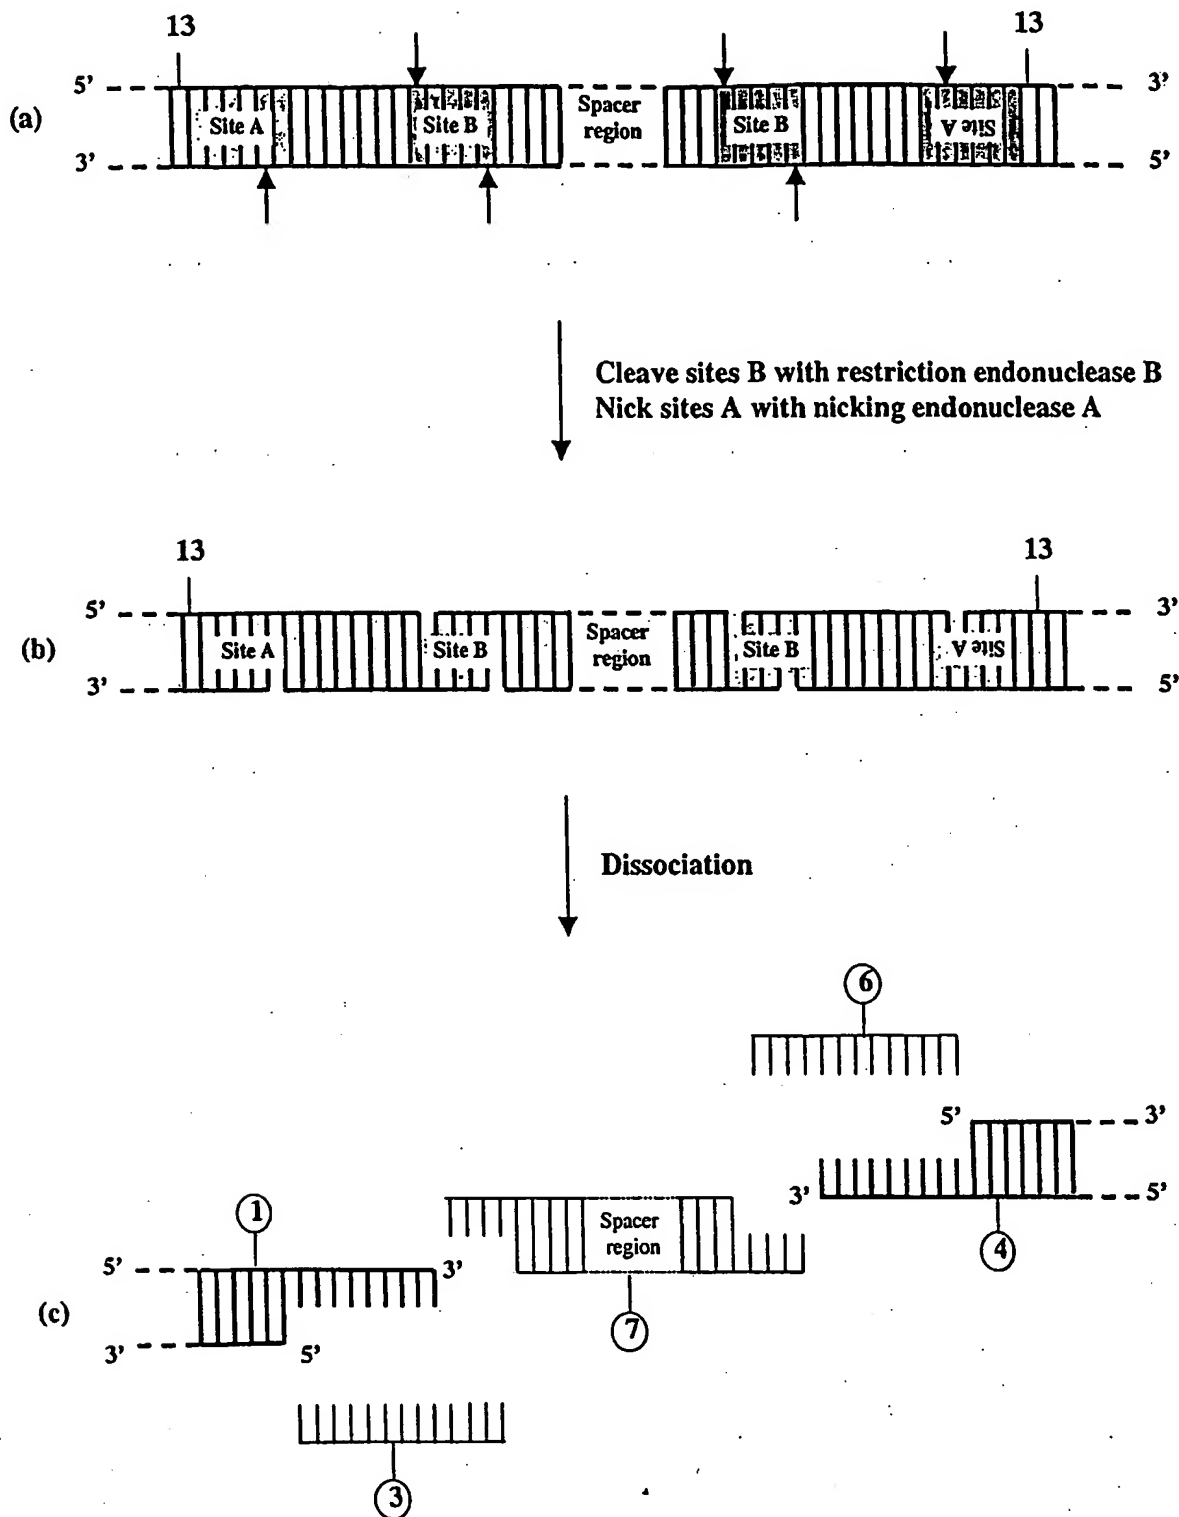 13
13
5'
3'
(a)
Site A
Site B
Spacer
region
Site B
Site A
3'
5'
Cleave sites B with restriction endonuclease B
Nick sites A with nicking endonuclease A
13
13
5'
3'
(b)
Site A
Site B
Spacer
region
Site B
Site A
3'
5'
Dissociation
6
5'
3'
3'
5'
1
Spacer
region
4
5'
3'
(c)
7
3'
5'
3